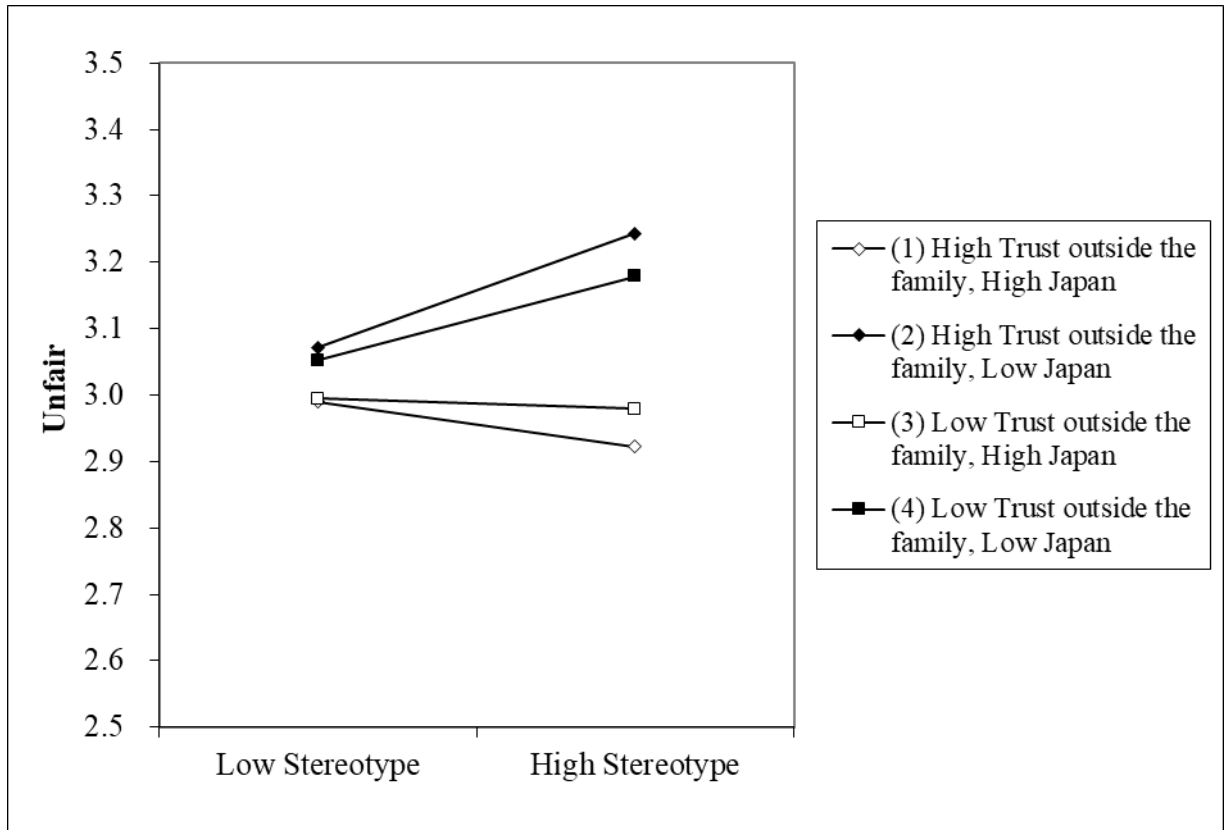 3.5
3.4
3.3
3.2
3.1
3.0
2.9
2.8
2.7
2.6
2.5
Unfair
Low Stereotype
High Stereotype
(1) High Trust outside the
family, High Japan
(2) High Trust outside the
family, Low Japan
(3) Low Trust outside the
family, High Japan
(4) Low Trust outside the
family, Low Japan